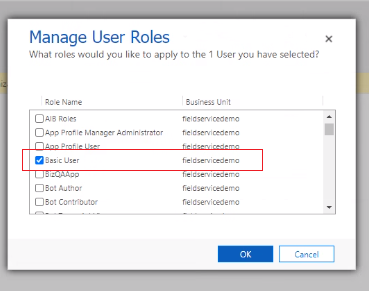 Manage User Roles
What roles would you like to apply to the 1 User you have selected?
Role Name Business Unit
AIB Roles fieldservicedemo
App Profile Manager Administrator fieldservicedemo
App Profile User fieldservicedemo
Basic User fieldservicedemo
BizQAApp fieldservicedemo
Bot Author fieldservicedemo
Bot Contributor fieldservicedemo
OK Cancel